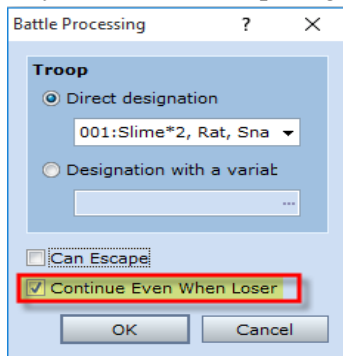 Battle Processing ? ×
Troop
Direct designation
001:Slime*2, Rat, Sna
Designation with a variat
...
Can Escape
Continue Even When Loser
OK Cancel